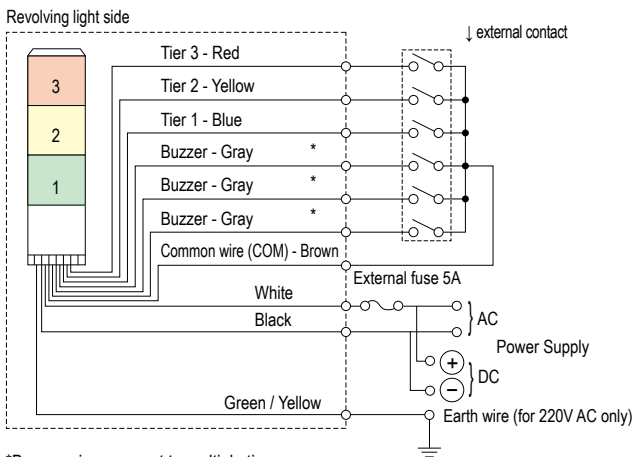 Revolving light side
↓ external contact
Tier 3 - Red
Tier 2 - Yellow
Tier 1 - Blue
Buzzer - Gray *
Buzzer - Gray *
Buzzer - Gray *
Common wire (COM) - Brown
3
2
1
External fuse 5A
White
Black
AC
Power Supply
+
DC
−
Green / Yellow
Earth wire (for 220V AC only)